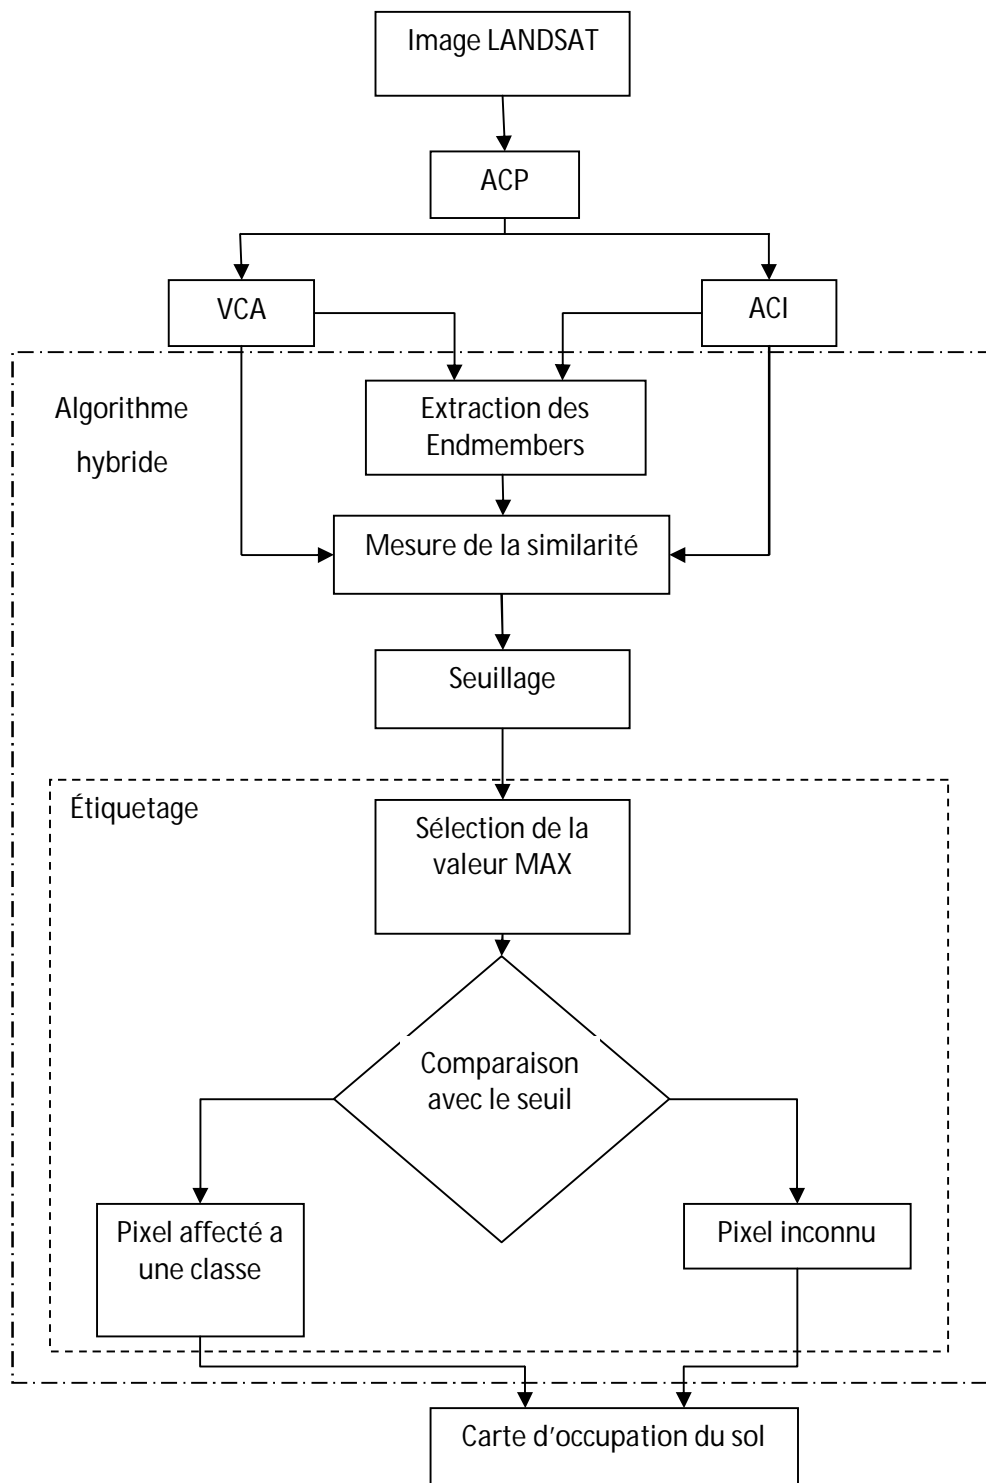 Image LANDSAT
ACP
VCA
ACI
Algorithme
hybride
Extraction des
Endmembers
Mesure de la similarité
Seuillage
Étiquetage
Sélection de la
valeur MAX
Comparaison
avec le seuil
Pixel affecté a
une classe
Pixel inconnu
Carte d’occupation du sol